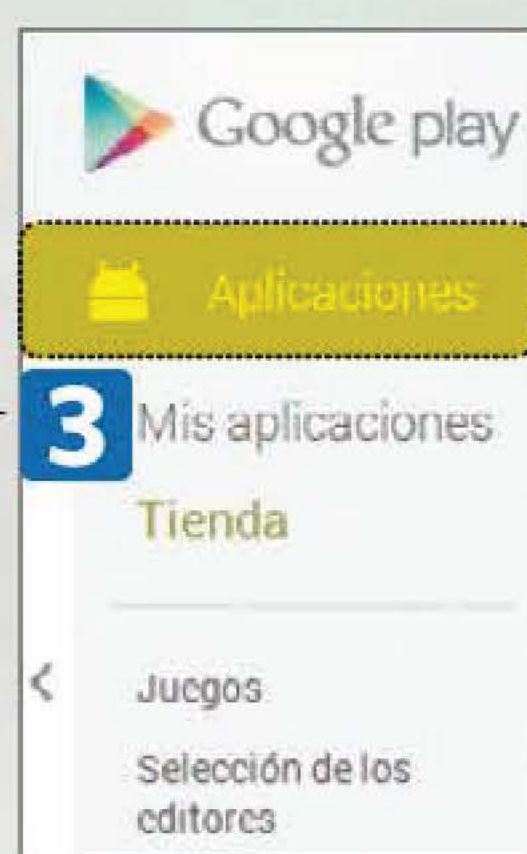 Google play
Aplicaciones
3
Mis aplicaciones
Tienda
Juegos
Selección de los
editores